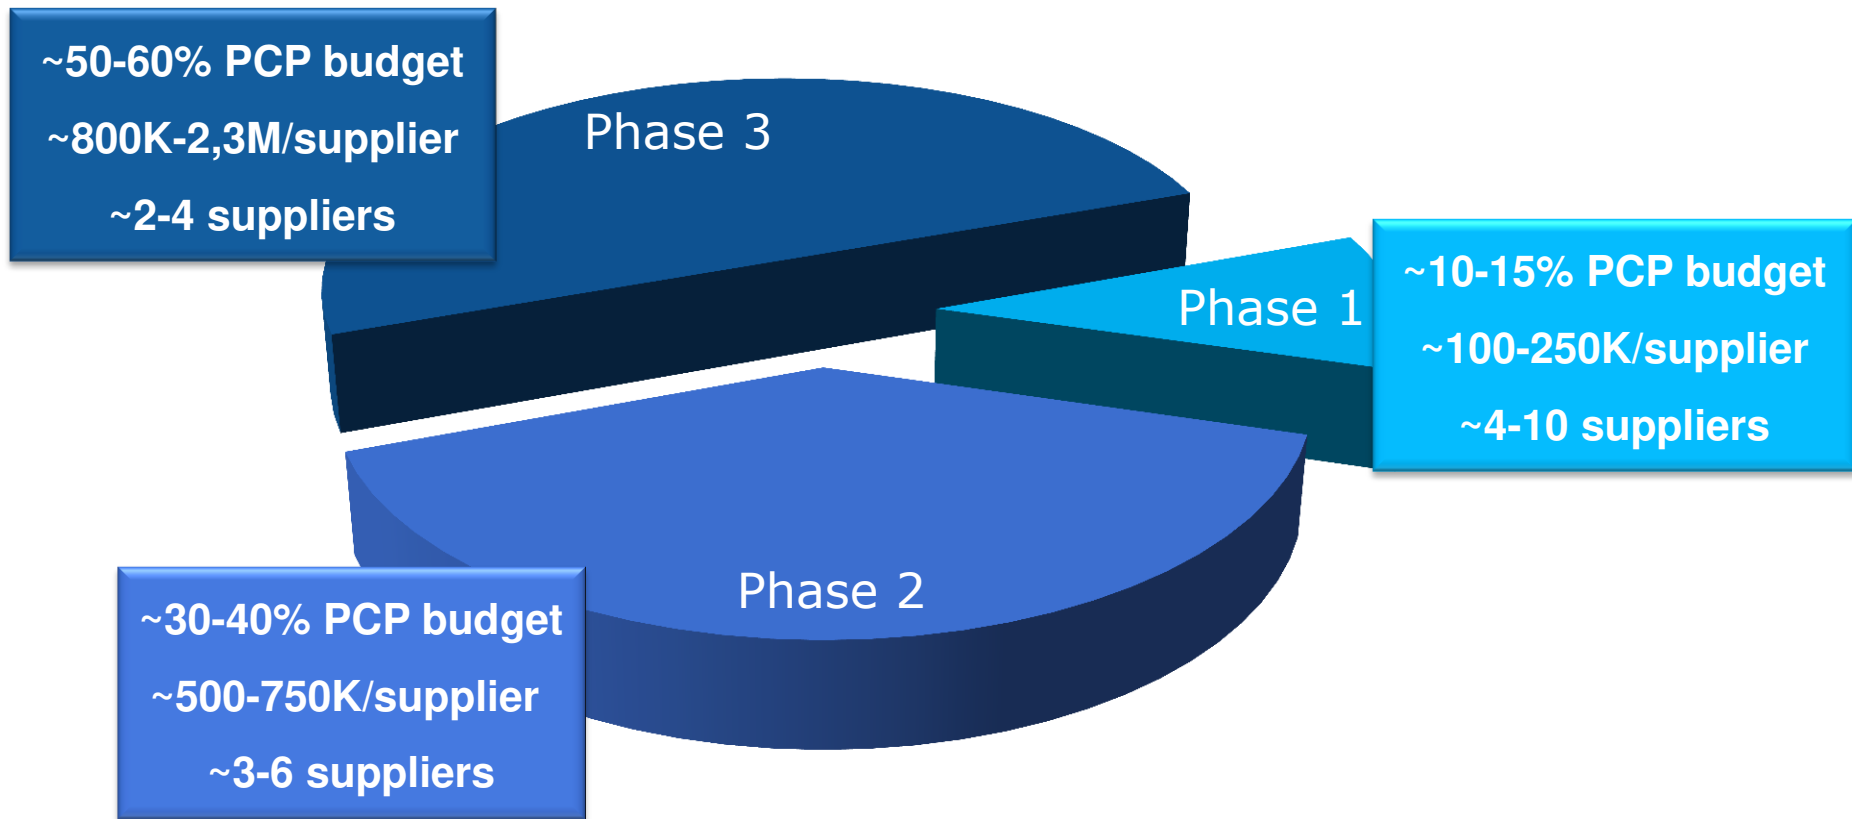 ~50-60% PCP budget
~800K-2,3M/supplier
~2-4 suppliers
Phase 3
Phase 1
~10-15% PCP budget
~100-250K/supplier
~4-10 suppliers
Phase 2
~30-40% PCP budget
~500-750K/supplier
~3-6 suppliers